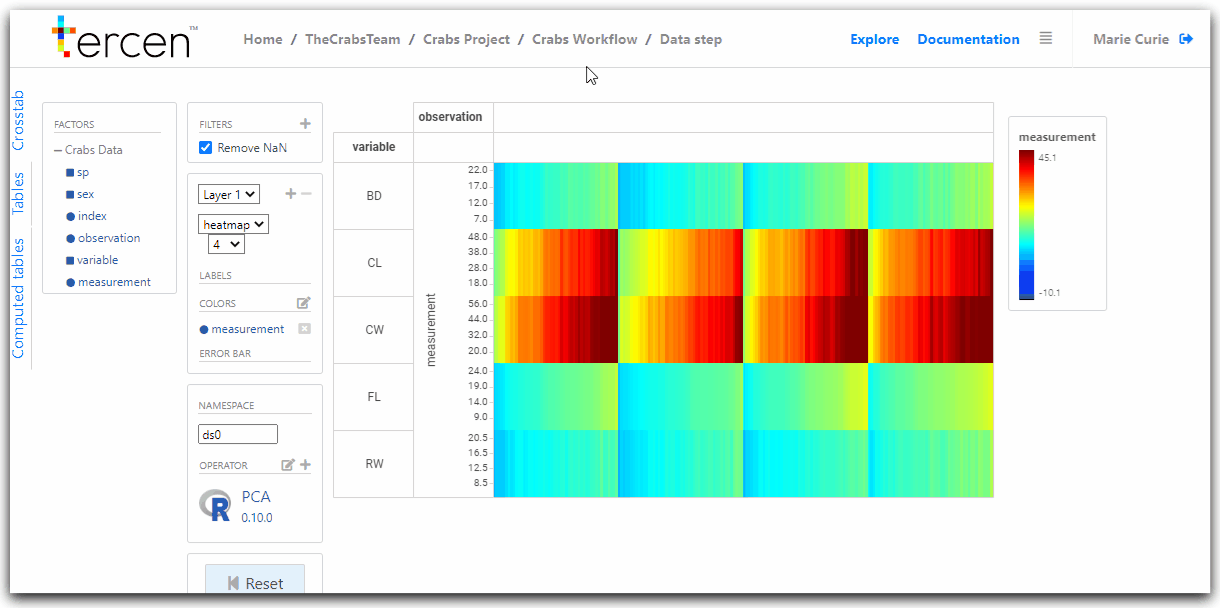 tercen™
Home / TheCrabsTeam / Crabs Project / Crabs Workflow / Data step
Explore Documentation Marie Curie
Crosstab
Tables
Computed tables
FACTORS
Crabs Data
sp
sex
index
observation
variable
measurement
FILTERS
Remove NaN
Layer 1
heatmap
4
LABELS
COLORS
measurement
ERROR BAR
NAMESPACE
ds0
OPERATOR
R
PCA
0.10.0
Reset
observation
variable
measurement
BD
22.0
17.0
12.0
7.0
CL
48.0
38.0
28.0
18.0
CW
56.0
44.0
32.0
20.0
FL
24.0
19.0
14.0
9.0
RW
20.5
16.5
12.5
8.5
measurement
45.1
-10.1